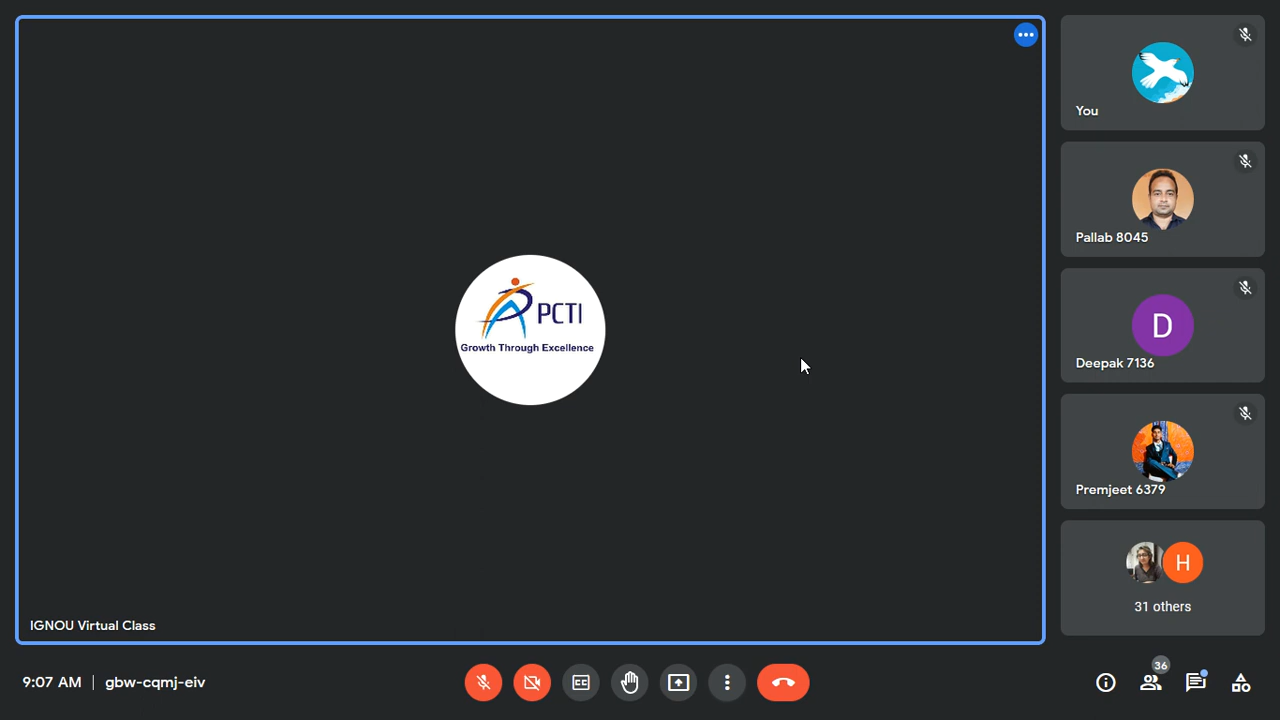 You
Pallab 8045
PCTI
Growth Through Excellence
D
Deepak 7136
Premjeet 6379
H
31 others
IGNOU Virtual Class
9:07 AM | gbw-cqmj-eiv
CC
36